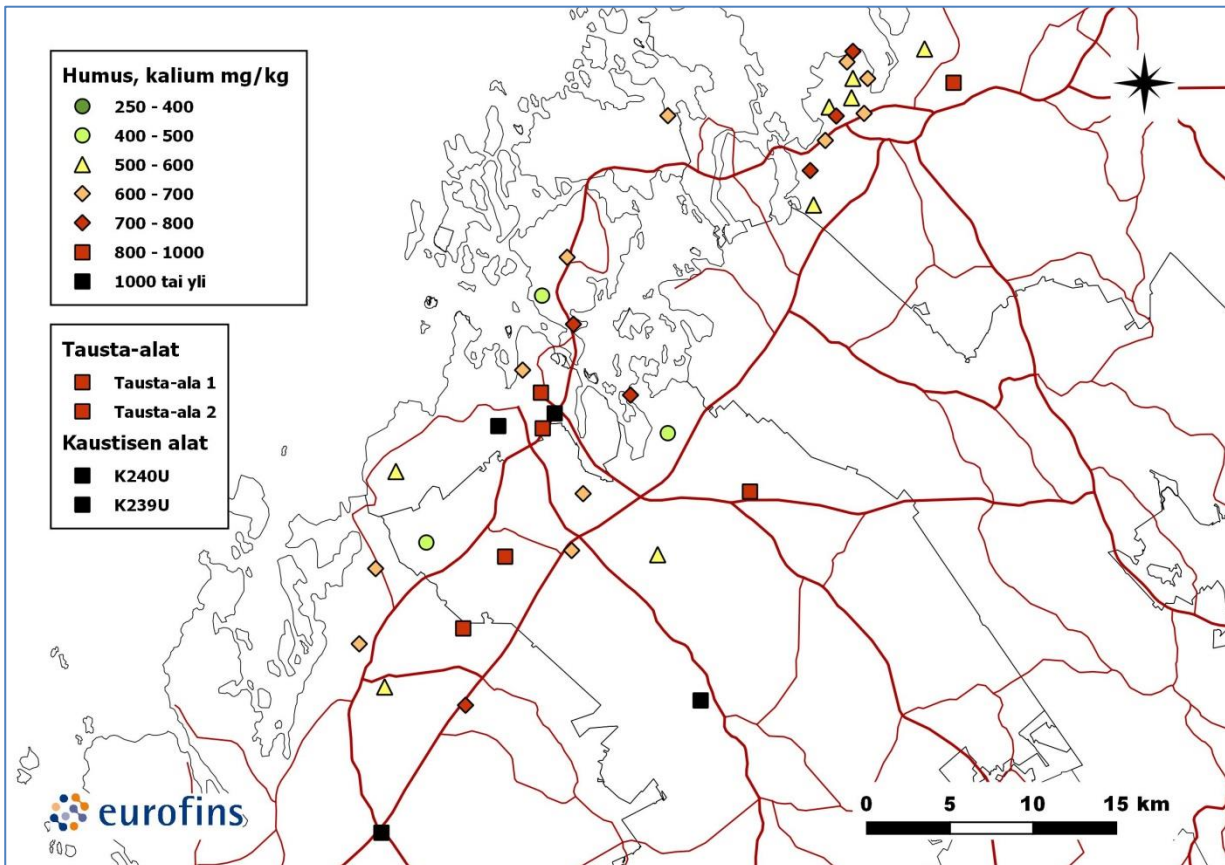 Humus, kalium mg/kg
250 - 400
400 - 500
500 - 600
600 - 700
700 - 800
800 - 1000
1000 tai yli
Tausta-alat
Tausta-ala 1
Tausta-ala 2
Kaustisen alat
K240U
K239U
eurofins
0 5 10 15 km